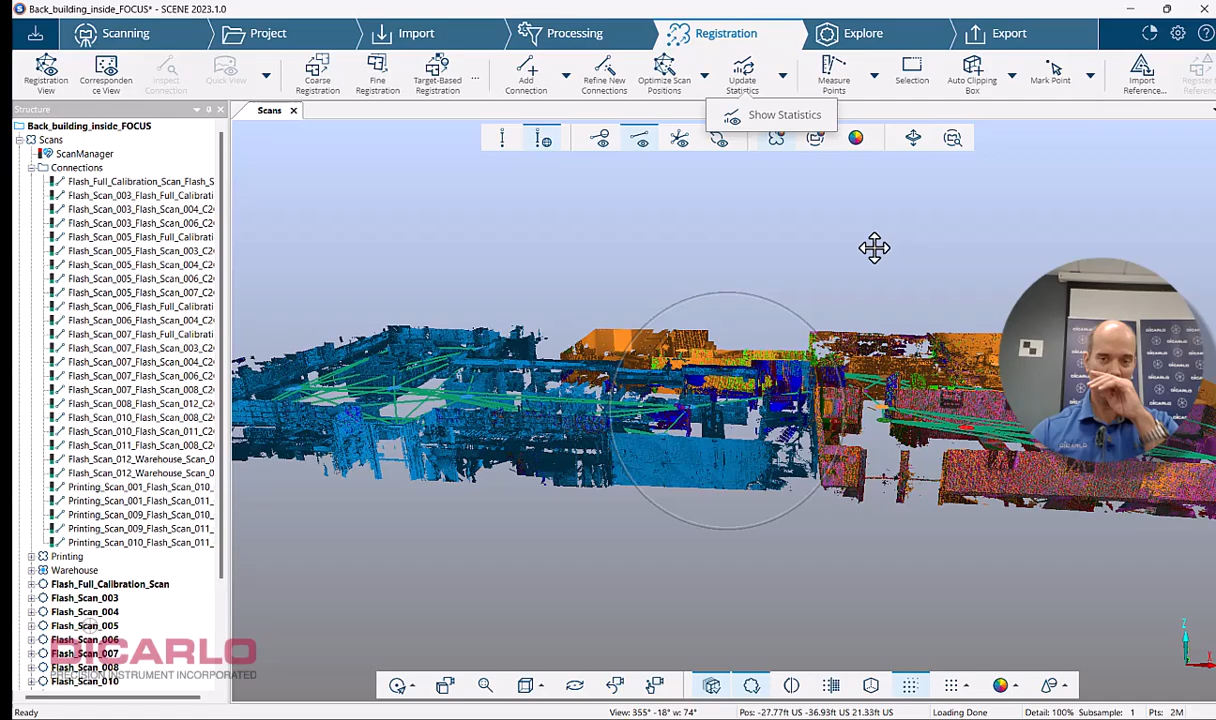 Back_building_inside_FOCUS* - SCENE 2023.1.0
Scanning
Project
Import
Processing
Registration
Explore
Export
Registration View
Corresponden View
Inspect Connection
Quick View
Coarse Registration
Fine Registration
Target-Based Registration
...
Add Connection
Refine New Connections
Optimize Scan Positions
Update Statistics
Measure Points
Selection
Auto Clipping Box
Mark Point
Import Reference...
Register Referen
Show Statistics
Structure
Scans
Back_building_inside_FOCUS
Scans
ScanManager
Connections
Flash_Full_Calibration_Scan_Flash_S
Flash_Scan_003_Flash_Full_Calibrati
Flash_Scan_003_Flash_Scan_004_C2
Flash_Scan_003_Flash_Scan_006_C2
Flash_Scan_005_Flash_Full_Calibrati
Flash_Scan_005_Flash_Scan_003_C2
Flash_Scan_005_Flash_Scan_004_C2
Flash_Scan_005_Flash_Scan_006_C2
Flash_Scan_005_Flash_Scan_007_C2
Flash_Scan_006_Flash_Full_Calibrati
Flash_Scan_006_Flash_Scan_004_C2
Flash_Scan_007_Flash_Full_Calibrati
Flash_Scan_007_Flash_Scan_003_C2
Flash_Scan_007_Flash_Scan_004_C2
Flash_Scan_007_Flash_Scan_006_C2
Flash_Scan_007_Flash_Scan_008_C2
Flash_Scan_008_Flash_Scan_012_C2
Flash_Scan_010_Flash_Scan_008_C2
Flash_Scan_010_Flash_Scan_011_C2
Flash_Scan_011_Flash_Scan_008_C2
Flash_Scan_012_Warehouse_Scan_0
Flash_Scan_012_Warehouse_Scan_0
Printing_Scan_001_Flash_Scan_010_
Printing_Scan_001_Flash_Scan_011_
Printing_Scan_009_Flash_Scan_010_
Printing_Scan_009_Flash_Scan_011_
Printing_Scan_010_Flash_Scan_011_
Printing
Warehouse
Flash_Full_Calibration_Scan
Flash_Scan_003
Flash_Scan_004
Flash_Scan_005
Flash_Scan_006
Flash_Scan_007
Flash_Scan_008
Flash_Scan_010
DICARLO
PRECISION INSTRUMENT INCORPORATED
DICARLO
Z
X
Ready
View: 355° -18° w: 74°
Pos: -27.77ft US -36.93ft US 21.33ft US
Loading Done
Detail: 100%
Subsample: 1
Pts: 2M